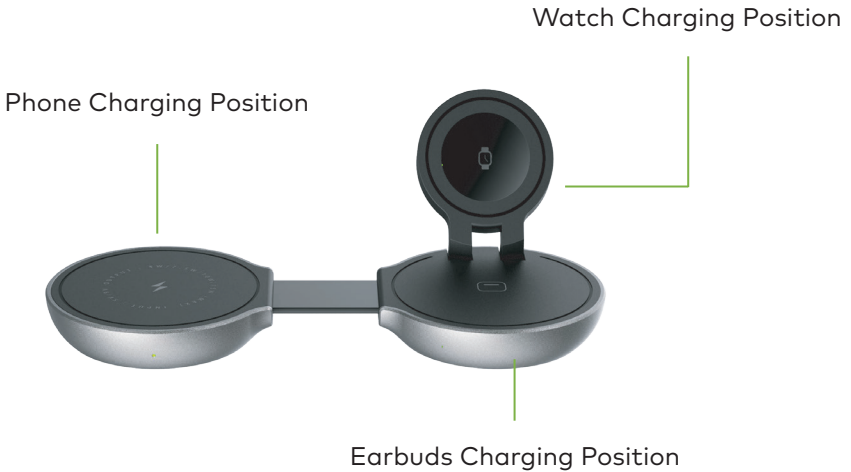 Watch Charging Position
Phone Charging Position
Earbuds Charging Position